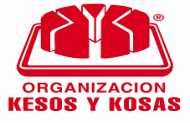 ®
ORGANIZACION
KESOS Y KOSAS